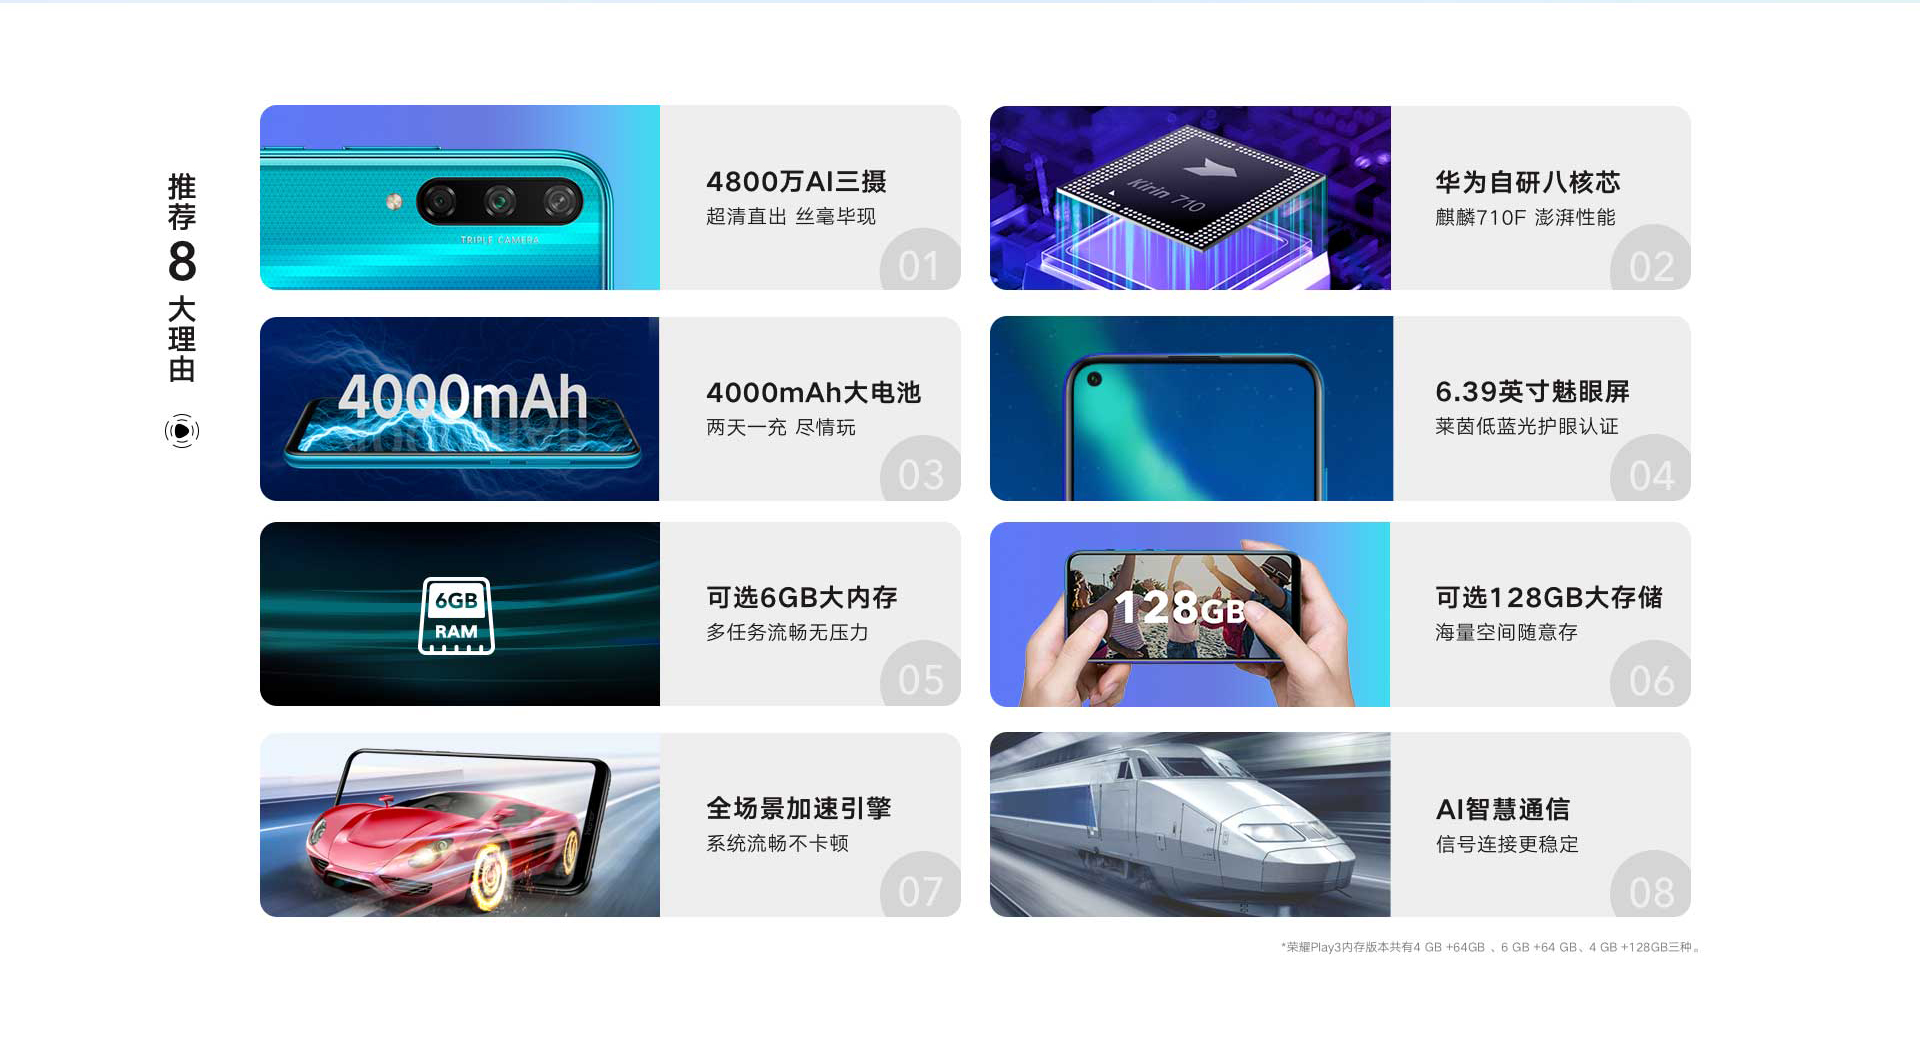 推荐8大理由
TRIPLE CAMERA
4800万AI三摄
超清直出 丝毫毕现
01
Kirin 710
华为自研八核芯
麒麟710F 澎湃性能
02
4000mAh
4000mAh大电池
两天一充 尽情玩
03
6.39英寸魅眼屏
莱茵低蓝光护眼认证
04
6GB
RAM
可选6GB大内存
多任务流畅无压力
05
128GB
可选128GB大存储
海量空间随意存
06
全场景加速引擎
系统流畅不卡顿
07
AI智慧通信
信号连接更稳定
08
*荣耀Play3内存版本共有4 GB +64GB 、6 GB +64 GB、4 GB +128GB三种。